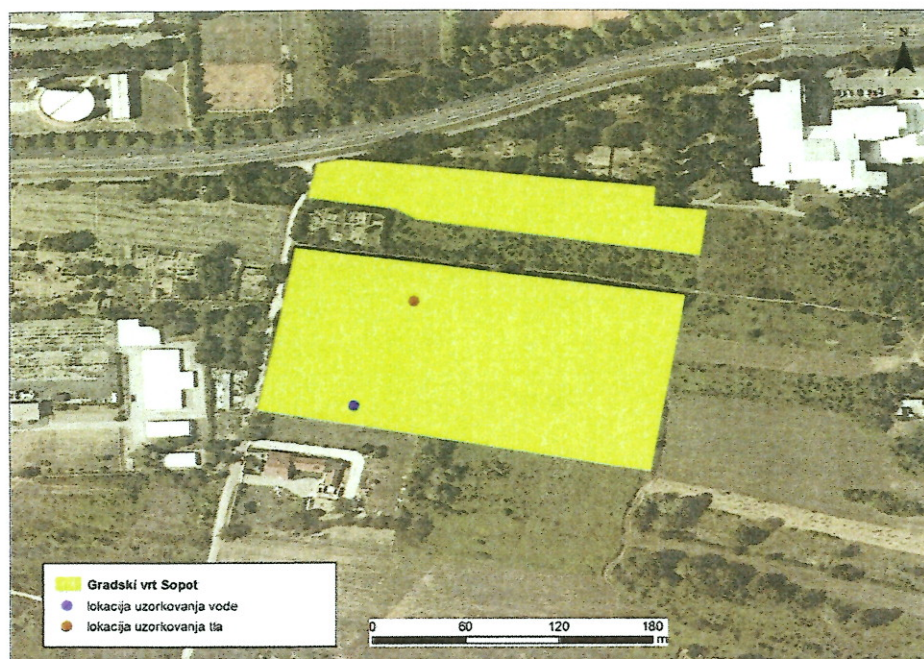 N
Gradski vrt Sopot
lokacija uzorkovanja vode
lokacija uzorkovanja tla
0 60 120 180
m